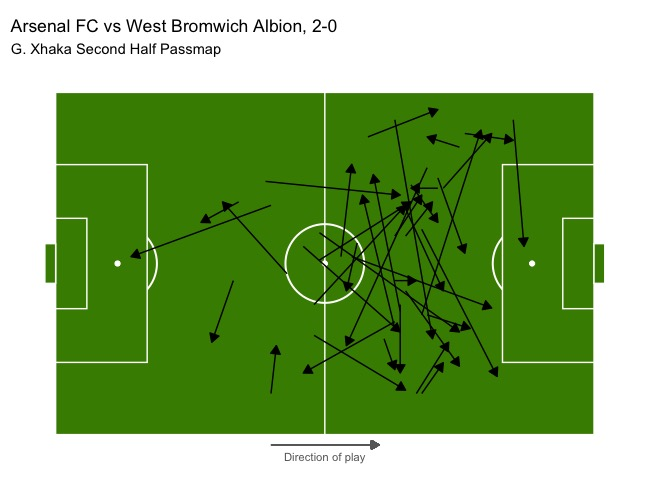 Arsenal FC vs West Bromwich Albion, 2-0
G. Xhaka Second Half Passmap
Direction of play